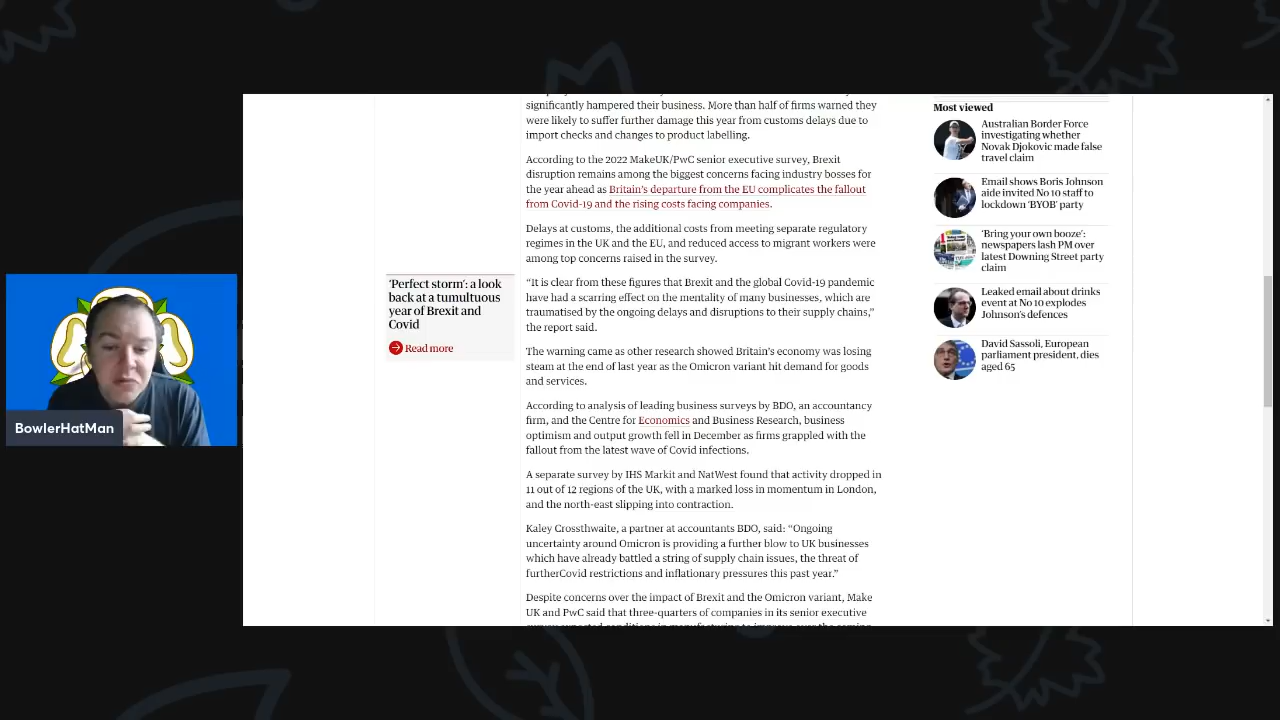 significantly hampered their business. More than half of firms warned they
were likely to suffer further damage this year from customs delays due to
import checks and changes to product labelling.
According to the 2022 MakeUK/PwC senior executive survey, Brexit
disruption remains among the biggest concerns facing industry bosses for
the year ahead as Britain’s departure from the EU complicates the fallout
from Covid-19 and the rising costs facing companies.
Delays at customs, the additional costs from meeting separate regulatory
regimes in the UK and the EU, and reduced access to migrant workers were
among top concerns raised in the survey.
‘Perfect storm’: a look
back at a tumultuous
year of Brexit and
Covid
Read more
“It is clear from these figures that Brexit and the global Covid-19 pandemic
have had a scarring effect on the mentality of many businesses, which are
traumatised by the ongoing delays and disruptions to their supply chains,”
the report said.
The warning came as other research showed Britain’s economy was losing
steam at the end of last year as the Omicron variant hit demand for goods
and services.
According to analysis of leading business surveys by BDO, an accountancy
firm, and the Centre for Economics and Business Research, business
optimism and output growth fell in December as firms grappled with the
fallout from the latest wave of Covid infections.
A separate survey by IHS Markit and NatWest found that activity dropped in
11 out of 12 regions of the UK, with a marked loss in momentum in London,
and the north-east slipping into contraction.
Kaley Crossthwaite, a partner at accountants BDO, said: “Ongoing
uncertainty around Omicron is providing a further blow to UK businesses
which have already battled a string of supply chain issues, the threat of
furtherCovid restrictions and inflationary pressures this past year.”
Despite concerns over the impact of Brexit and the Omicron variant, Make
UK and PwC said that three-quarters of companies in its senior executive
Most viewed
Australian Border Force
investigating whether
Novak Djokovic made false
travel claim
Email shows Boris Johnson
aide invited No 10 staff to
lockdown ‘BYOB’ party
‘Bring your own booze’:
newspapers lash PM over
latest Downing Street party
claim
Leaked email about drinks
event at No 10 explodes
Johnson’s defences
David Sassoli, European
parliament president, dies
aged 65
BowlerHatMan